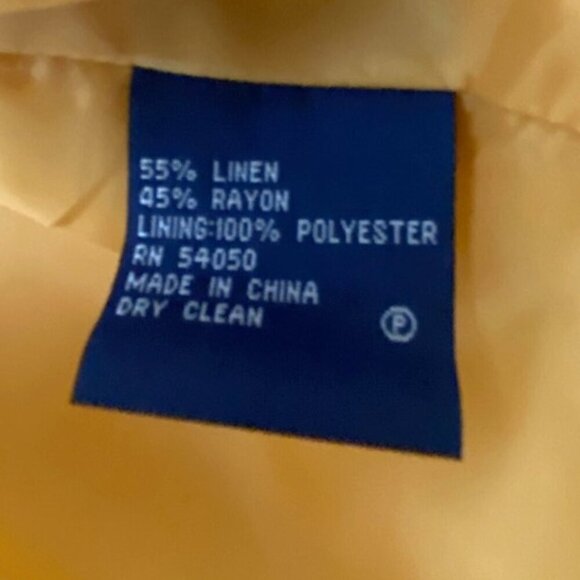 55% LINEN
45% RAYON
LINING:100% POLYESTER
RN 54050
MADE IN CHINA
DRY CLEAN
P